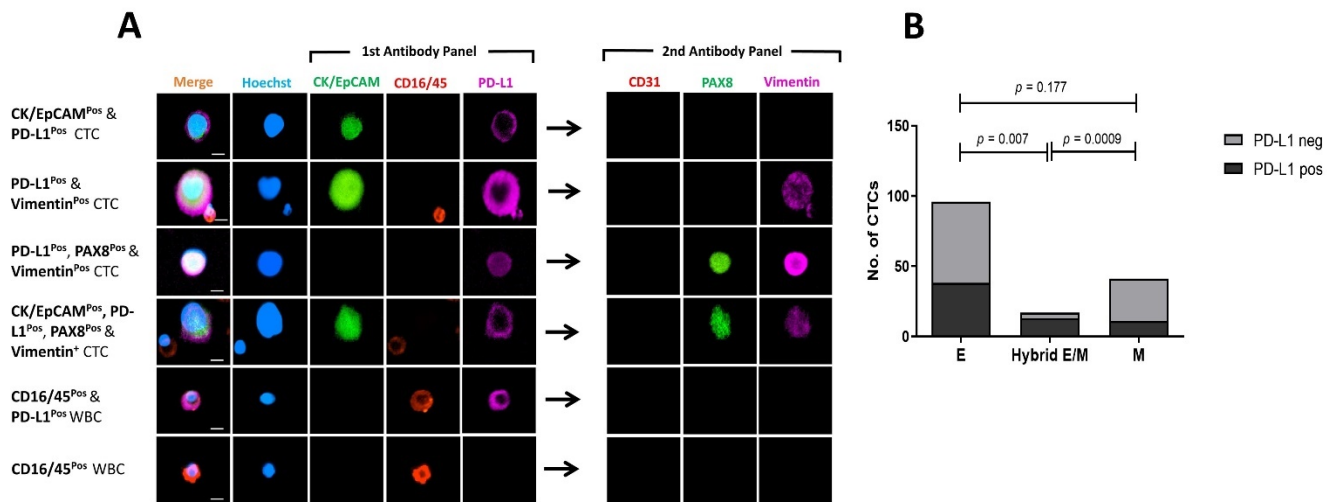 A
1st Antibody Panel
2nd Antibody Panel
Merge Hoechst CK/EpCAM CD16/45 PD-L1 CD31 PAX8 Vimentin
CK/EpCAMPos &
PD-L1Pos CTC
PD-L1Pos &
VimentinPos CTC
PD-L1Pos, PAX8Pos &
VimentinPos CTC
CK/EpCAMPos, PD-
L1Pos, PAX8Pos &
Vimentin+ CTC
CD16/45Pos &
PD-L1Pos WBC
CD16/45Pos WBC
B
p = 0.177
p = 0.007 p = 0.0009
PD-L1 neg
PD-L1 pos
No. of CTCs
150
100
50
0
E Hybrid E/M M